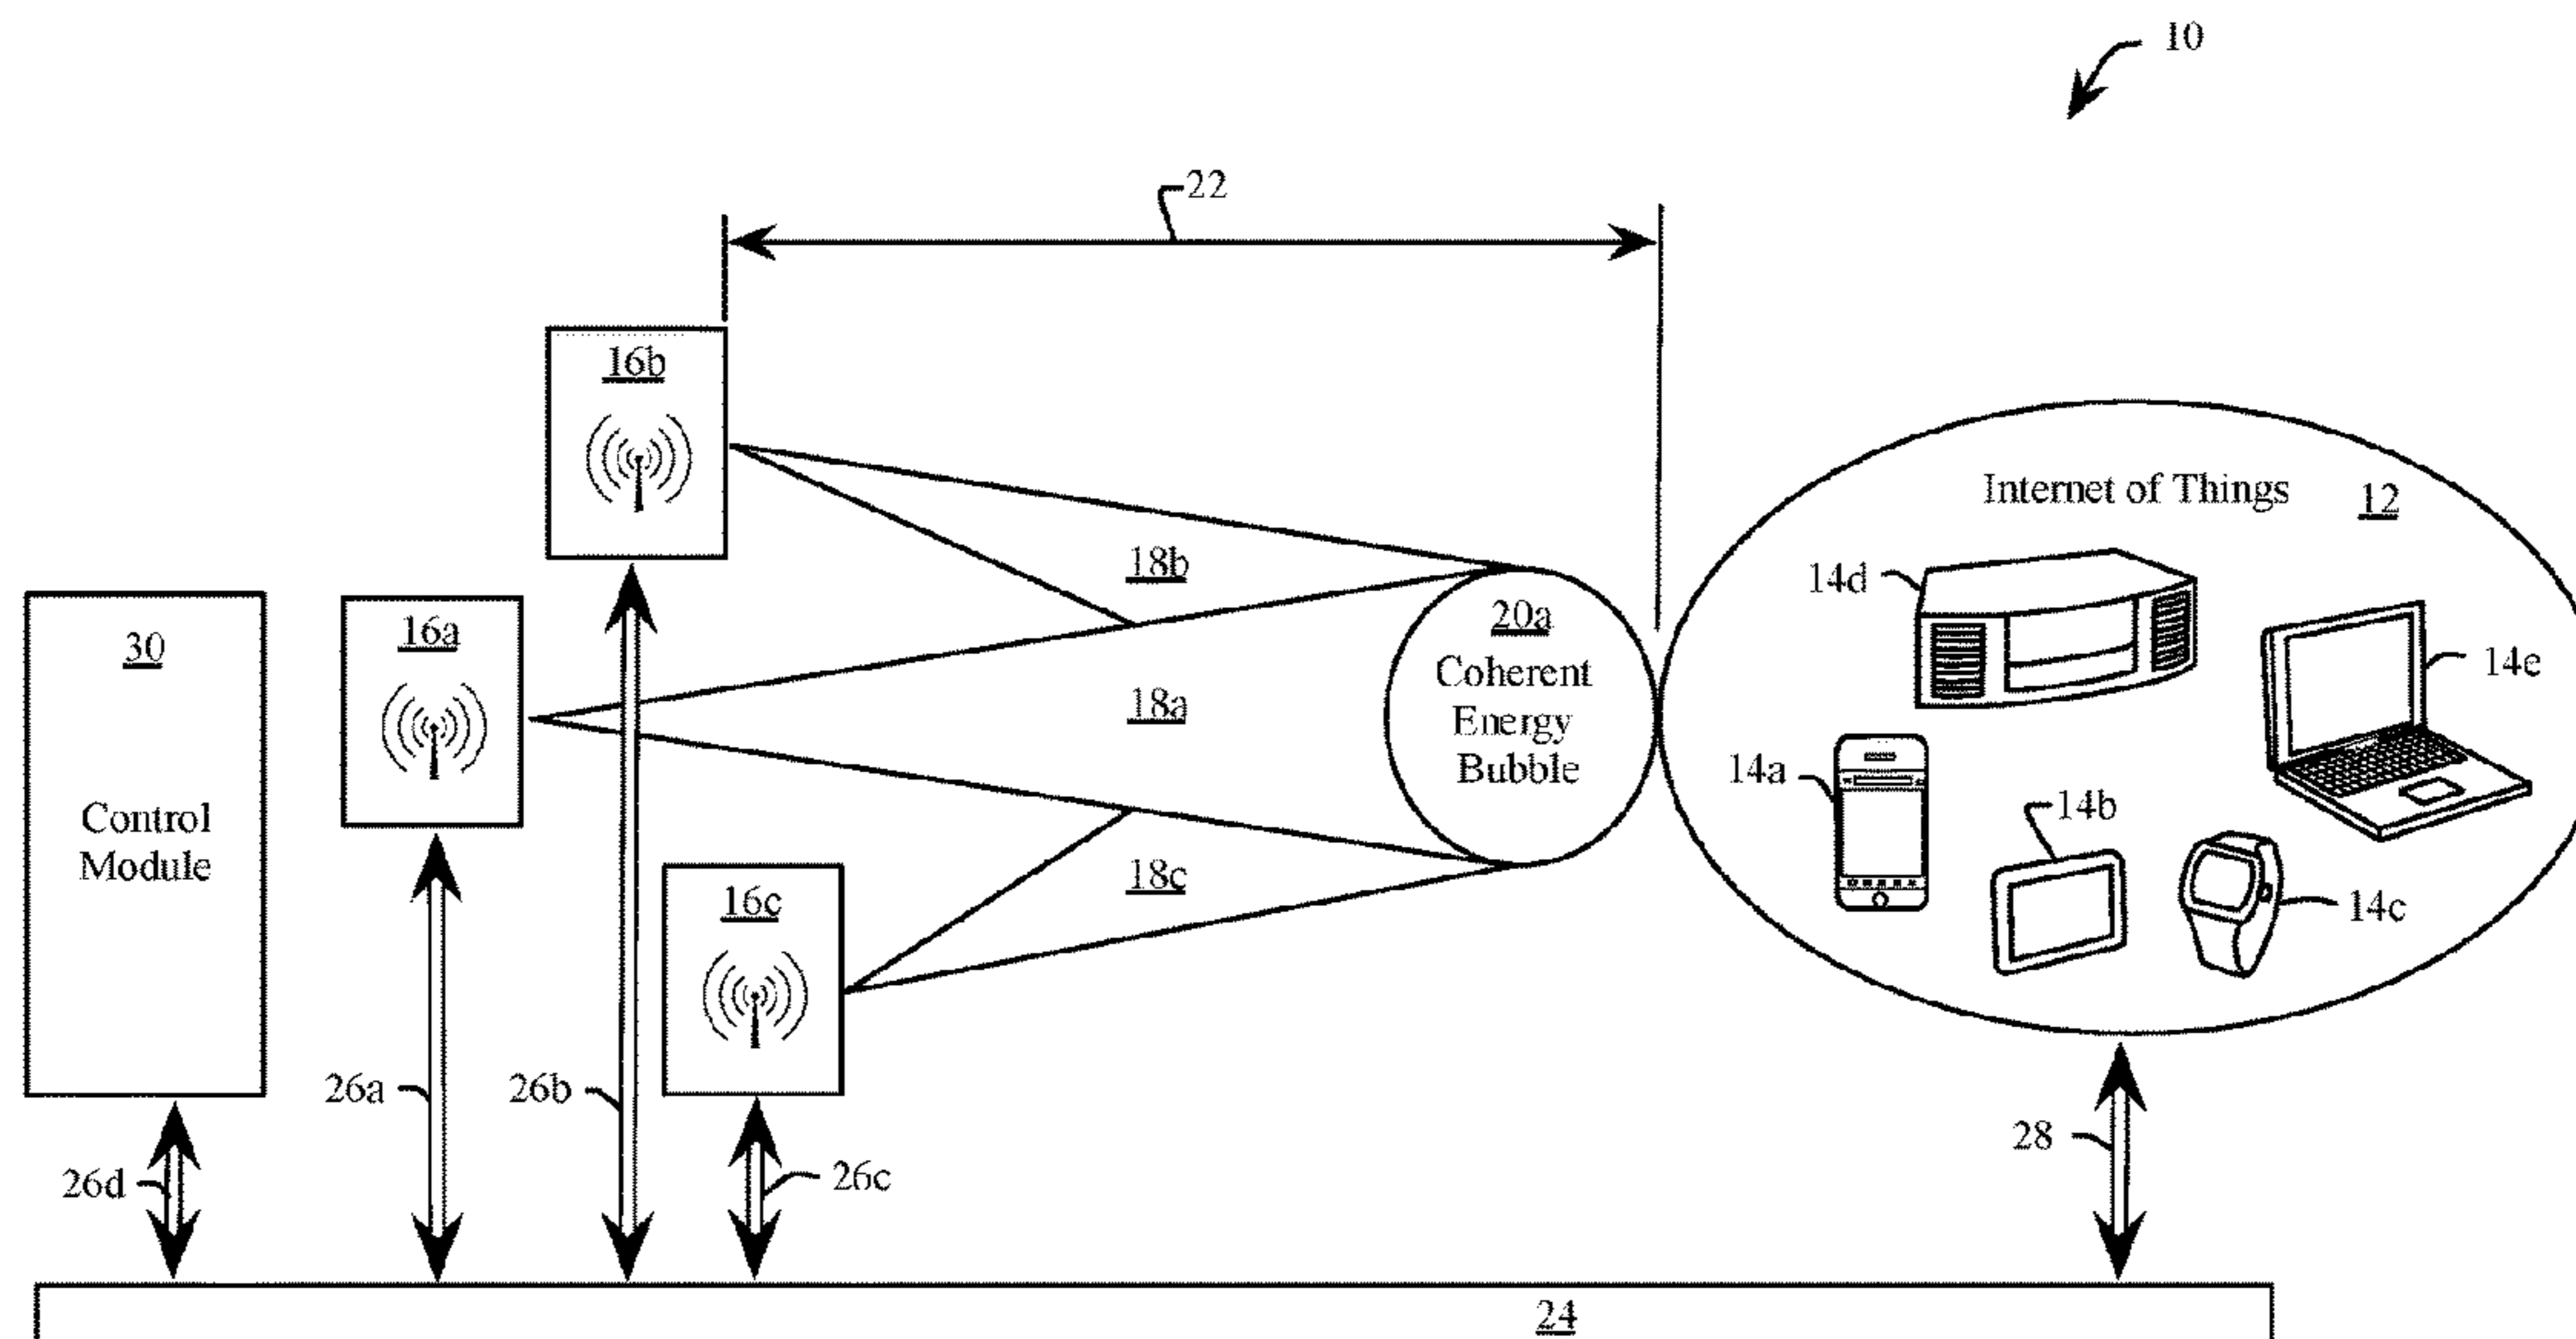 10
22
16b
Internet of Things
12
18b
14d
16a
20a
30
14e
Coherent
Energy
Bubble
18a
14a
14b
Control
Module
18c
16c
14c
26a
26b
28
26d
26c
24